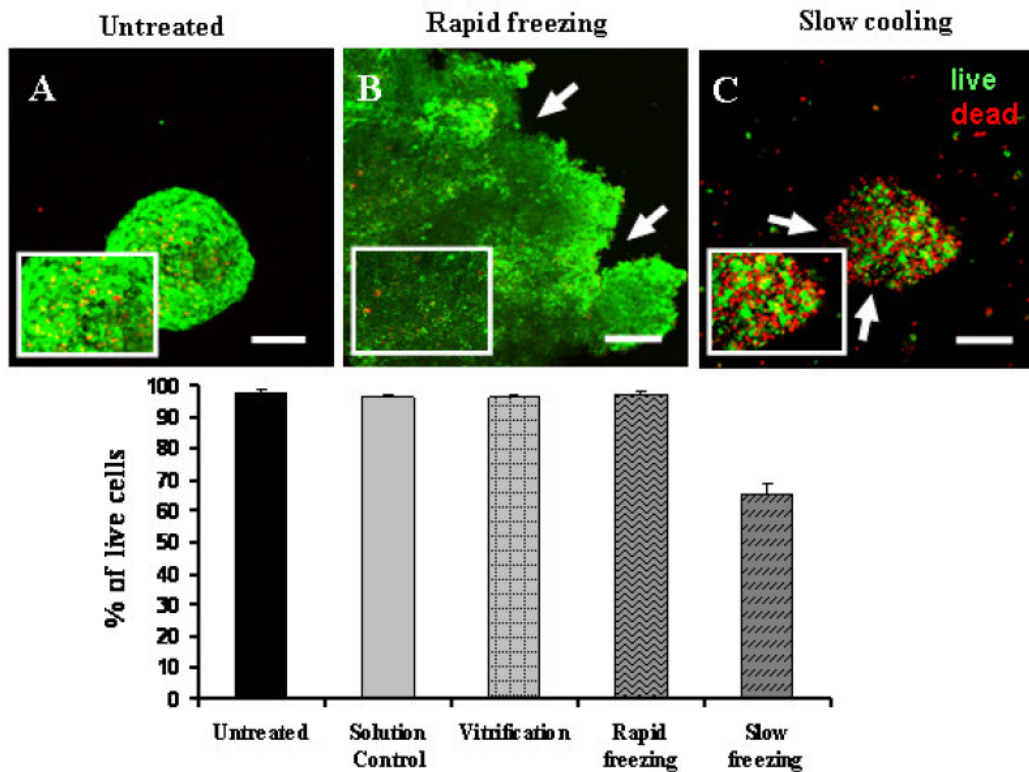 Untreated
Rapid freezing
Slow cooling
A
B
C
live
dead
% of live cells
100
90
80
70
60
50
40
30
20
10
0
Untreated
Solution
Control
Vitrification
Rapid
freezing
Slow
freezing